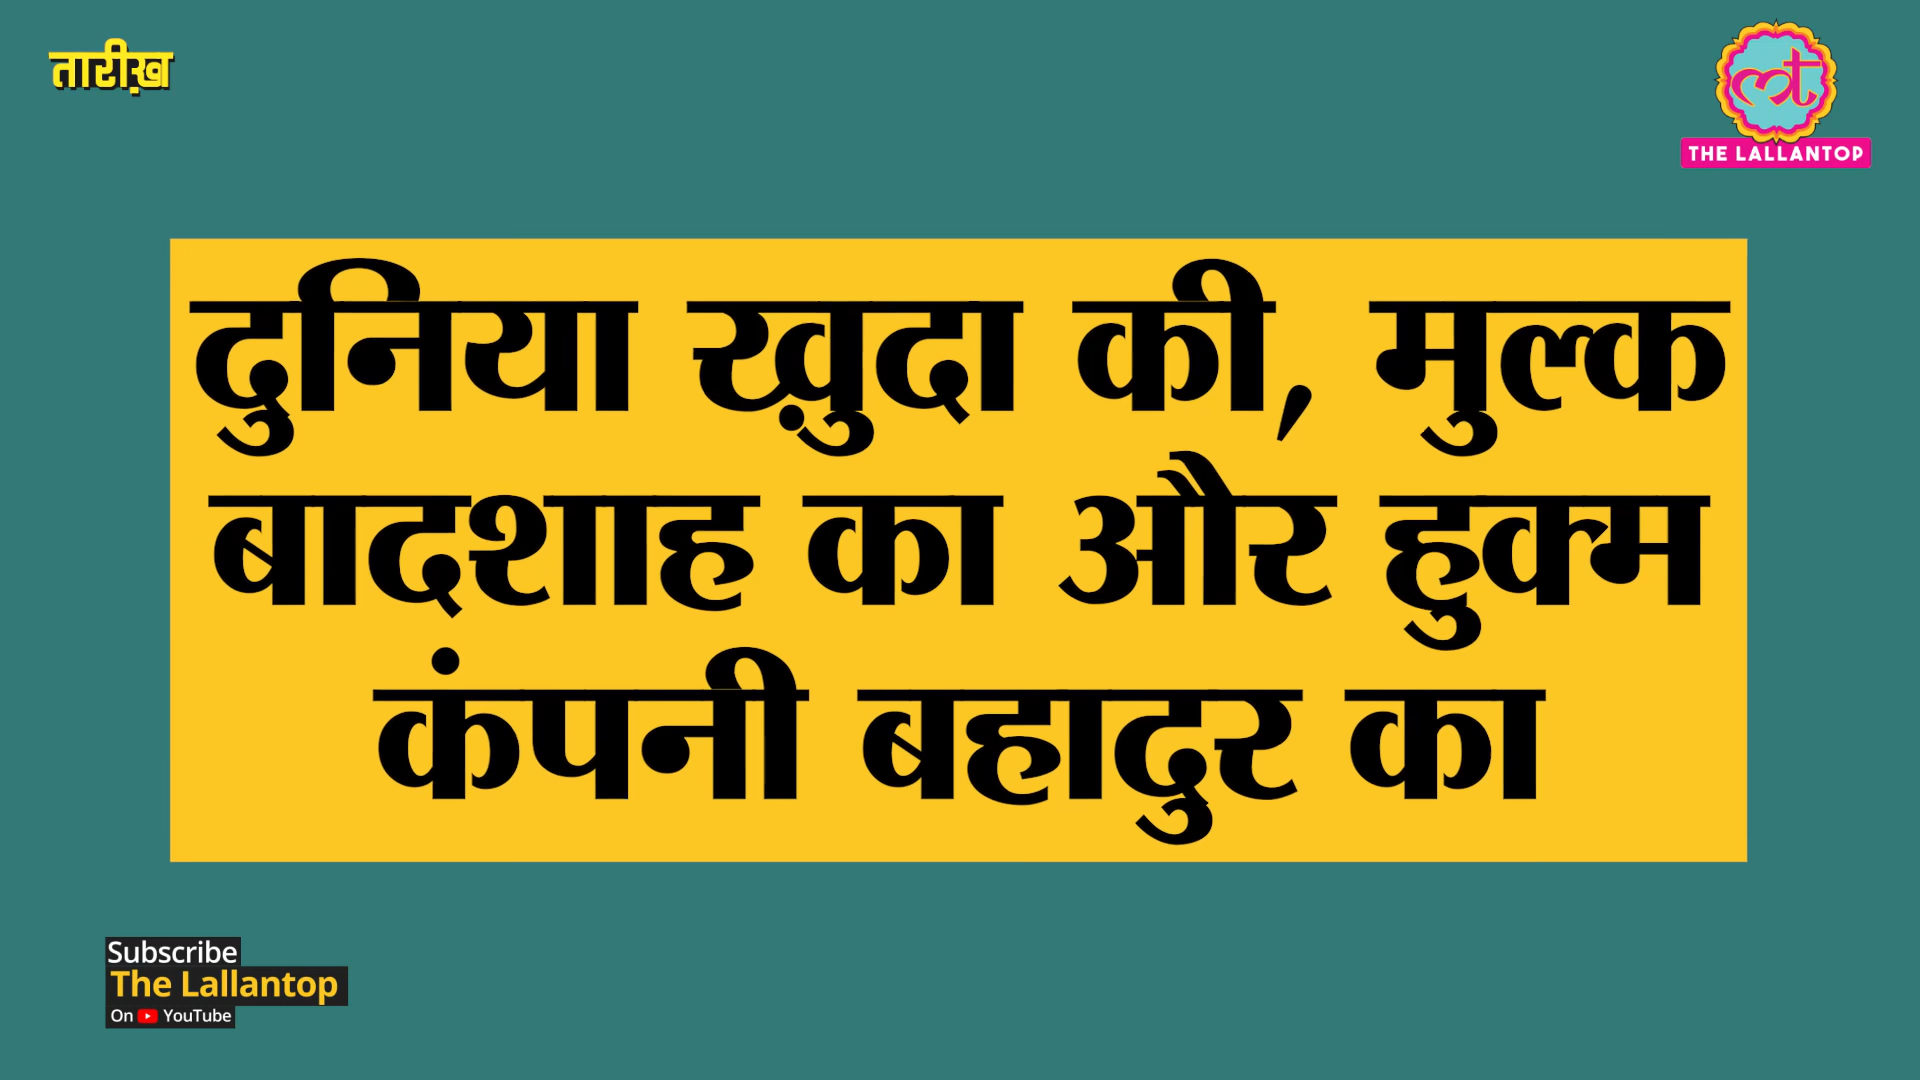 तारीख़
THE LALLANTOP
दुनिया ख़ुदा की, मुल्क
बादशाह का और हुक्म
कंपनी बहादुर का
Subscribe
The Lallantop
On YouTube